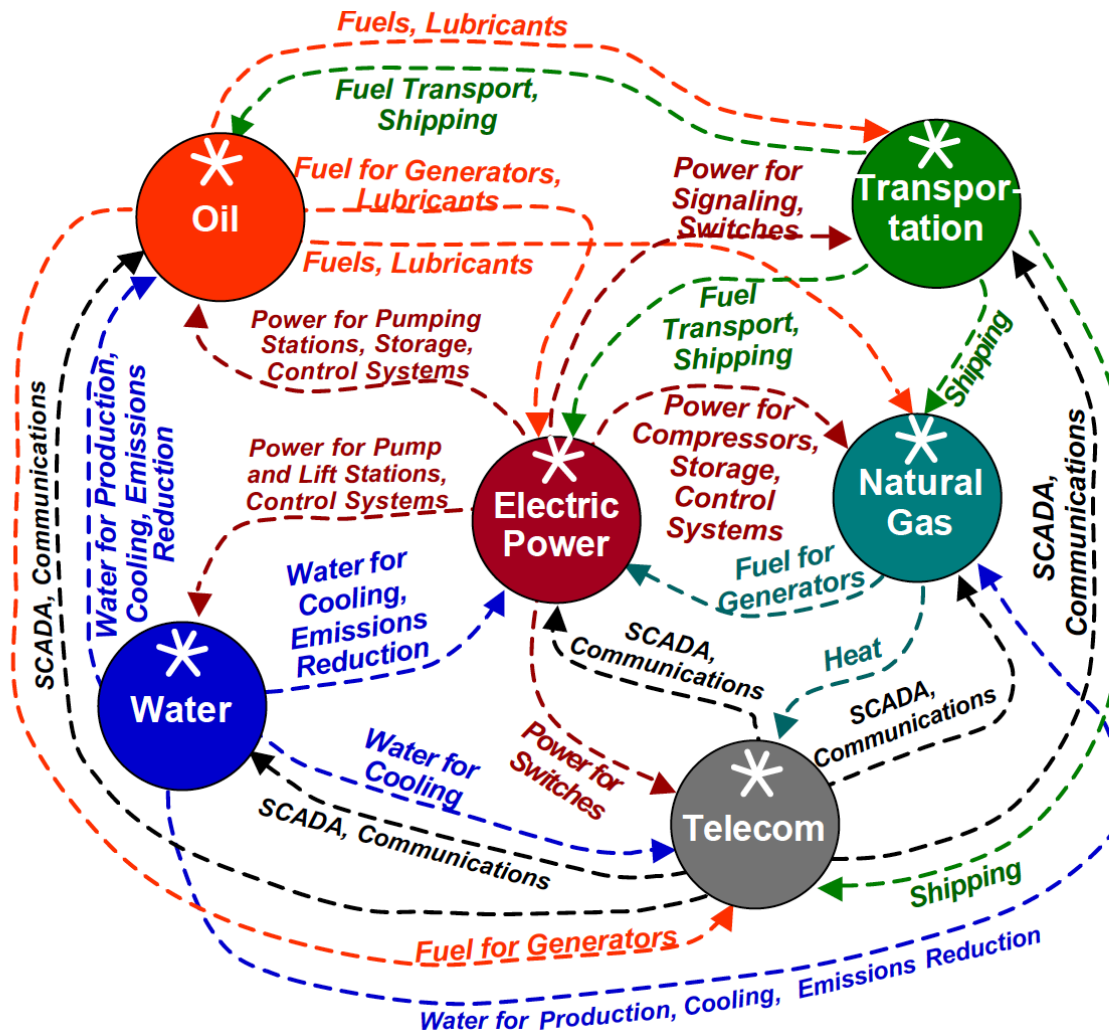 Fuels, Lubricants
Fuel Transport,
Shipping
Oil
Fuel for Generators,
Lubricants
Fuels, Lubricants
Power for
Signaling,
Switches
Transpor-
tation
Power for Pumping
Stations, Storage,
Control Systems
Fuel
Transport,
Shipping
Shipping
Water for Production,
Cooling, Emissions
Reduction
SCADA, Communications
Power for Pump
and Lift Stations,
Control Systems
Electric
Power
Power for
Compressors,
Storage,
Control
Systems
Natural
Gas
SCADA,
Communications
Water for
Cooling,
Emissions
Reduction
Fuel for
Generators
Heat
SCADA,
Communications
SCADA,
Communications
Water
Water for
Cooling
Power for
Switches
SCADA, Communications
Telecom
Shipping
Fuel for Generators
Water for Production, Cooling, Emissions Reduction